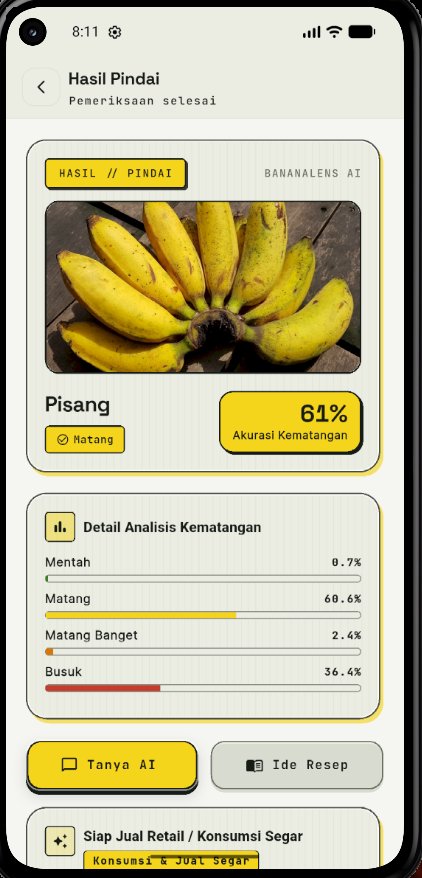 8:11
Hasil Pindai
Pemeriksaan selesai
HASIL // PINDAI
BANANALENS AI
Pisang
Matang
61%
Akurasi Kematangan
Detail Analisis Kematangan
Mentah 0.7%
Matang 60.6%
Matang Banget 2.4%
Busuk 36.4%
Tanya AI
Ide Resep
Siap Jual Retail / Konsumsi Segar
Konsumsi & Jual Segar